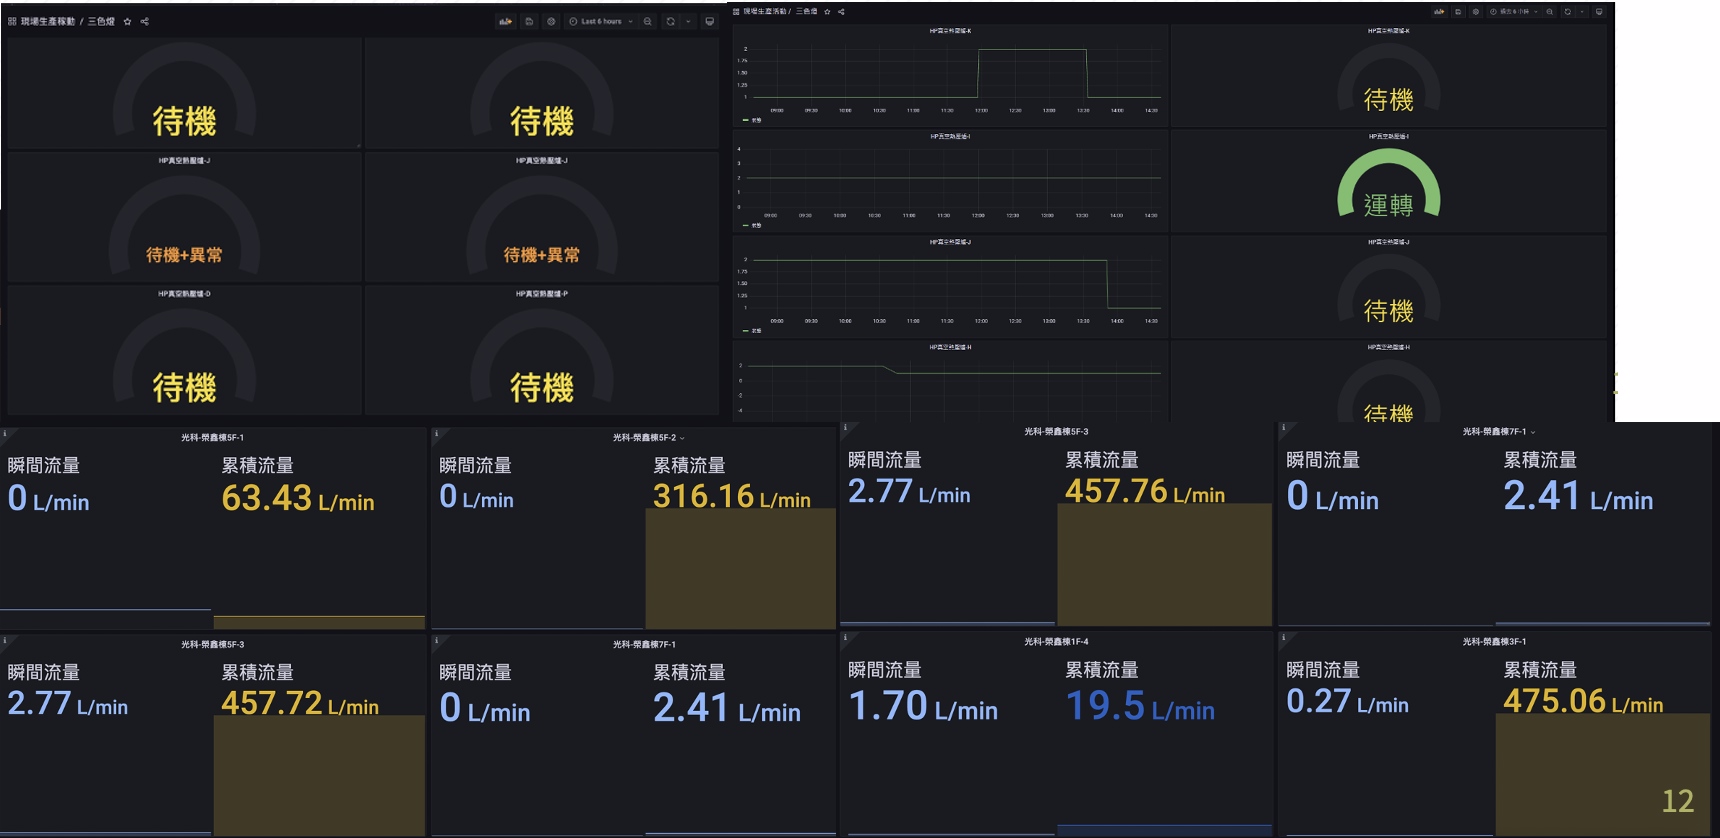 現場生產稼動 / 三色燈
Last 6 hours
待機
待機
HP真空熱壓爐-J
HP真空熱壓爐-J
待機+異常
待機+異常
HP真空熱壓爐-D
HP真空熱壓爐-P
待機
待機
現場生產活動 / 三色燈
過去 6 小時
HP真空熱壓爐-K
2
1.75
1.50
1.25
1
09:00 09:30 10:00 10:30 11:00 11:30 12:00 12:30 13:00 13:30 14:00 14:30
狀態
HP真空熱壓爐-K
待機
HP真空熱壓爐-I
4
3
2
1
0
09:00 09:30 10:00 10:30 11:00 11:30 12:00 12:30 13:00 13:30 14:00 14:30
狀態
HP真空熱壓爐-I
運轉
HP真空熱壓爐-J
2
1.75
1.50
1.25
1
09:00 09:30 10:00 10:30 11:00 11:30 12:00 12:30 13:00 13:30 14:00 14:30
狀態
HP真空熱壓爐-J
待機
HP真空熱壓爐-H
2
0
-2
-4
HP真空熱壓爐-H
待機
光科-榮鑫棟5F-1
瞬間流量 累積流量
0 L/min 63.43 L/min
光科-榮鑫棟5F-2
瞬間流量 累積流量
0 L/min 316.16 L/min
光科-榮鑫棟5F-3
瞬間流量 累積流量
2.77 L/min 457.76 L/min
光科-榮鑫棟7F-1
瞬間流量 累積流量
0 L/min 2.41 L/min
光科-榮鑫棟5F-3
瞬間流量 累積流量
2.77 L/min 457.72 L/min
光科-榮鑫棟7F-1
瞬間流量 累積流量
0 L/min 2.41 L/min
光科-榮鑫棟1F-4
瞬間流量 累積流量
1.70 L/min 19.5 L/min
光科-榮鑫棟3F-1
瞬間流量 累積流量
0.27 L/min 475.06 L/min
12